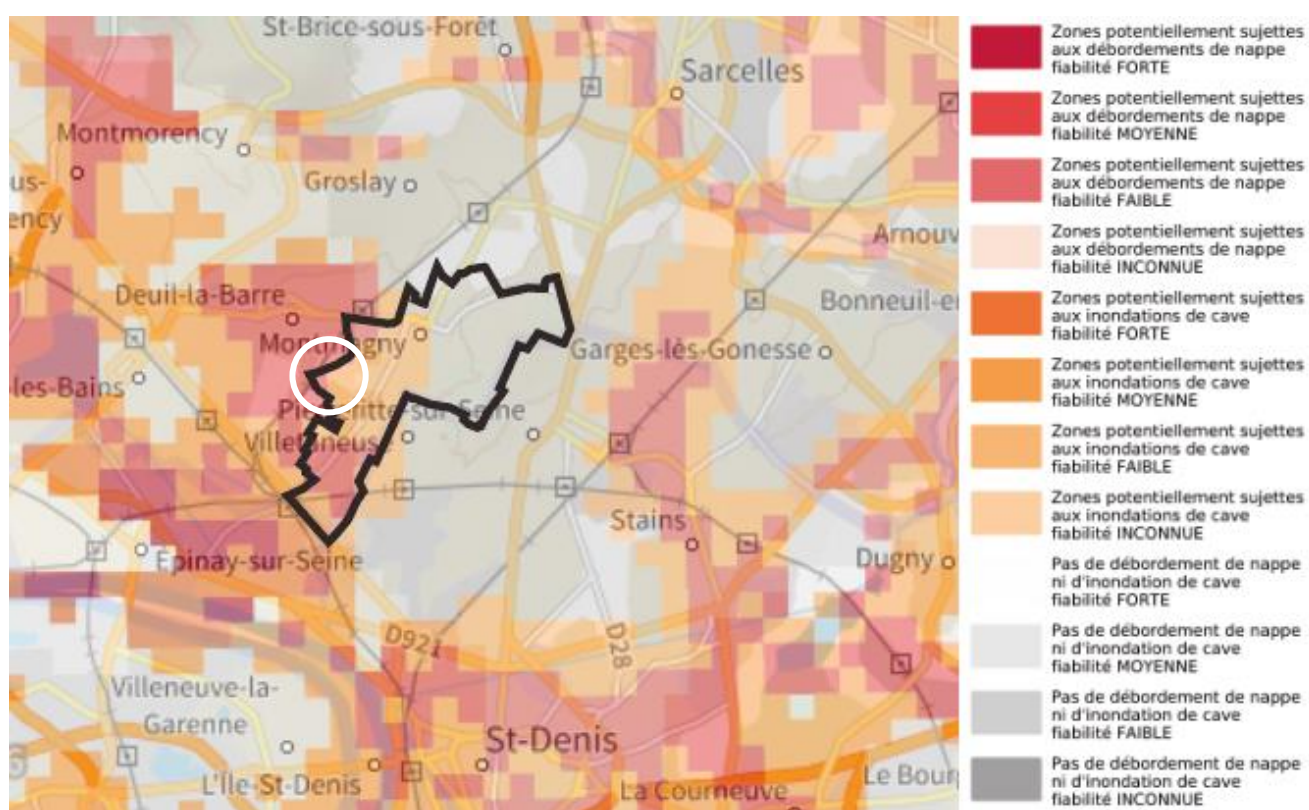 St-Brice-sous-Forêt
Sarcelles
Montmorency
us-
Groslay
ency
Arnouv
Deuil-la-Barre
Bonneuil-e
Montmagny
Garges-lès-Gonesse
-les-Bains
Pierrefitte-sur-Seine
Villetaneuse
Stains
Dugny
Épinay-sur-Seine
D921
D28
Villeneuve-la-
Garenne
St-Denis
L'Île-St-Denis
La Courneuve
Le Bourg
Zones potentiellement sujettes
aux débordements de nappe
fiabilité FORTE
Zones potentiellement sujettes
aux débordements de nappe
fiabilité MOYENNE
Zones potentiellement sujettes
aux débordements de nappe
fiabilité FAIBLE
Zones potentiellement sujettes
aux débordements de nappe
fiabilité INCONNUE
Zones potentiellement sujettes
aux inondations de cave
fiabilité FORTE
Zones potentiellement sujettes
aux inondations de cave
fiabilité MOYENNE
Zones potentiellement sujettes
aux inondations de cave
fiabilité FAIBLE
Zones potentiellement sujettes
aux inondations de cave
fiabilité INCONNUE
Pas de débordement de nappe
ni d'inondation de cave
fiabilité FORTE
Pas de débordement de nappe
ni d'inondation de cave
fiabilité MOYENNE
Pas de débordement de nappe
ni d'inondation de cave
fiabilité FAIBLE
Pas de débordement de nappe
ni d'inondation de cave
fiabilité INCONNUE